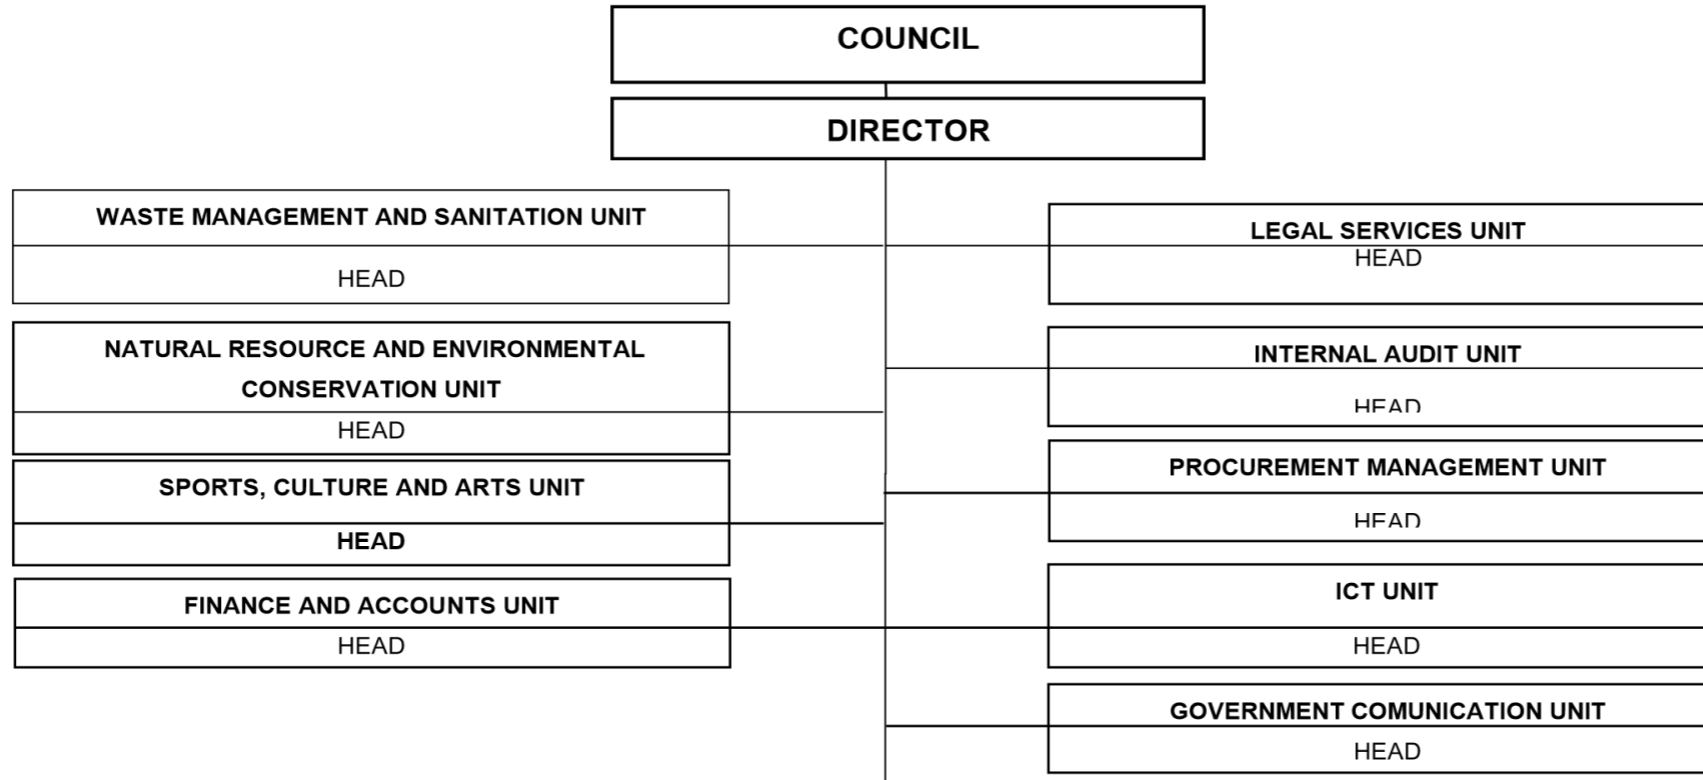 COUNCIL
DIRECTOR
WASTE MANAGEMENT AND SANITATION UNIT
HEAD
NATURAL RESOURCE AND ENVIRONMENTAL
CONSERVATION UNIT
HEAD
SPORTS, CULTURE AND ARTS UNIT
HEAD
FINANCE AND ACCOUNTS UNIT
HEAD
LEGAL SERVICES UNIT
HEAD
INTERNAL AUDIT UNIT
HEAD
PROCUREMENT MANAGEMENT UNIT
HEAD
ICT UNIT
HEAD
GOVERNMENT COMUNICATION UNIT
HEAD